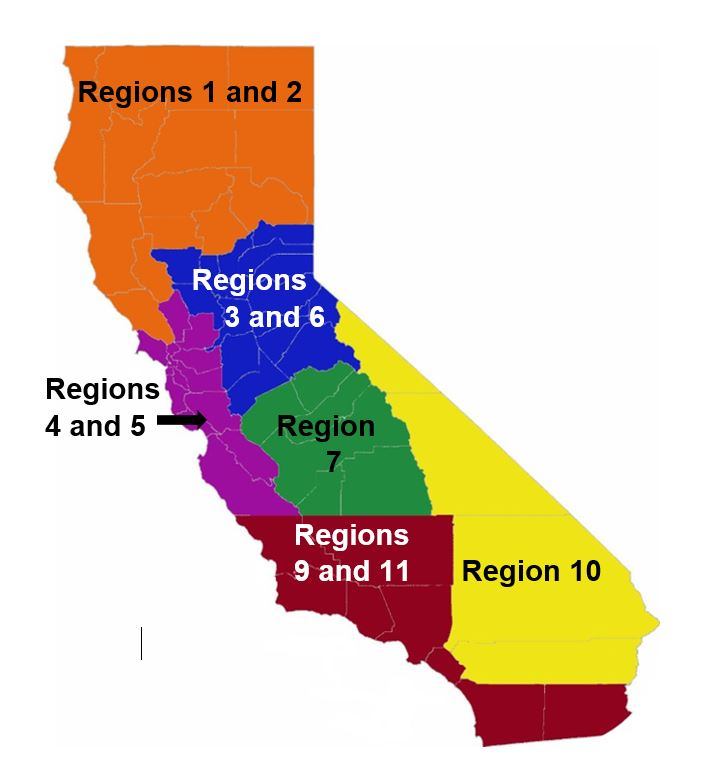 Regions 1 and 2
Regions
3 and 6
Regions
4 and 5
Region
7
Regions
9 and 11
Region 10